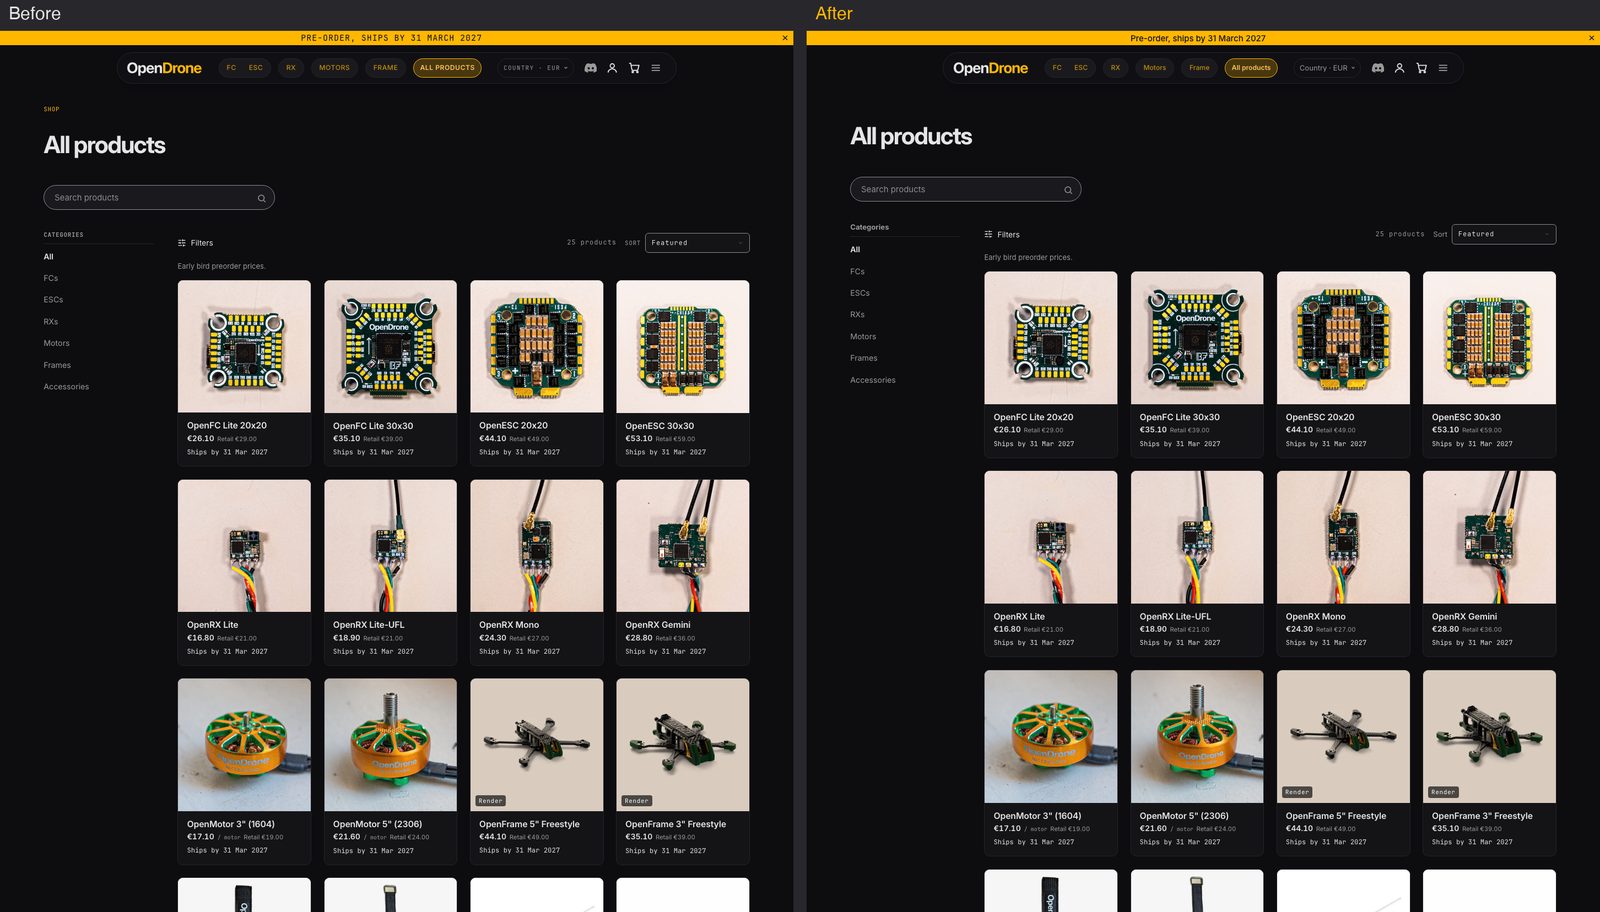 Before
PRE-ORDER, SHIPS BY 31 MARCH 2027 ×
OpenDrone FC ESC RX MOTORS FRAME ALL PRODUCTS COUNTRY · EUR
SHOP
All products
Search products
CATEGORIES
All
FCs
ESCs
RXs
Motors
Frames
Accessories
Filters 25 products SORT Featured
Early bird preorder prices.
OpenDrone
OpenFC Lite 20x20
€26.10 Retail €29.00
Ships by 31 Mar 2027
OpenDrone
OpenFC Lite 30x30
€35.10 Retail €39.00
Ships by 31 Mar 2027
OpenESC 20x20
€44.10 Retail €49.00
Ships by 31 Mar 2027
OpenESC 30x30
€53.10 Retail €59.00
Ships by 31 Mar 2027
OpenRX Lite
€16.80 Retail €21.00
Ships by 31 Mar 2027
OpenRX Lite-UFL
€18.90 Retail €21.00
Ships by 31 Mar 2027
OpenRX Mono
€24.30 Retail €27.00
Ships by 31 Mar 2027
OpenRX Gemini
€28.80 Retail €36.00
Ships by 31 Mar 2027
OpenDrone
OpenMotor 3" (1604)
€17.10 / motor Retail €19.00
Ships by 31 Mar 2027
OpenDrone
OpenMotor 5" (2306)
€21.60 / motor Retail €24.00
Ships by 31 Mar 2027
Render
OpenFrame 5" Freestyle
€44.10 Retail €49.00
Ships by 31 Mar 2027
Render
OpenFrame 3" Freestyle
€35.10 Retail €39.00
Ships by 31 Mar 2027
After
Pre-order, ships by 31 March 2027 ×
OpenDrone FC ESC RX Motors Frame All products Country · EUR
All products
Search products
Categories
All
FCs
ESCs
RXs
Motors
Frames
Accessories
Filters 25 products Sort Featured
Early bird preorder prices.
OpenDrone
OpenFC Lite 20x20
€26.10 Retail €29.00
Ships by 31 Mar 2027
OpenDrone
OpenFC Lite 30x30
€35.10 Retail €39.00
Ships by 31 Mar 2027
OpenESC 20x20
€44.10 Retail €49.00
Ships by 31 Mar 2027
OpenESC 30x30
€53.10 Retail €59.00
Ships by 31 Mar 2027
OpenRX Lite
€16.80 Retail €21.00
Ships by 31 Mar 2027
OpenRX Lite-UFL
€18.90 Retail €21.00
Ships by 31 Mar 2027
OpenRX Mono
€24.30 Retail €27.00
Ships by 31 Mar 2027
OpenRX Gemini
€28.80 Retail €36.00
Ships by 31 Mar 2027
OpenDrone
OpenMotor 3" (1604)
€17.10 / motor Retail €19.00
Ships by 31 Mar 2027
OpenDrone
OpenMotor 5" (2306)
€21.60 / motor Retail €24.00
Ships by 31 Mar 2027
Render
OpenFrame 5" Freestyle
€44.10 Retail €49.00
Ships by 31 Mar 2027
Render
OpenFrame 3" Freestyle
€35.10 Retail €39.00
Ships by 31 Mar 2027